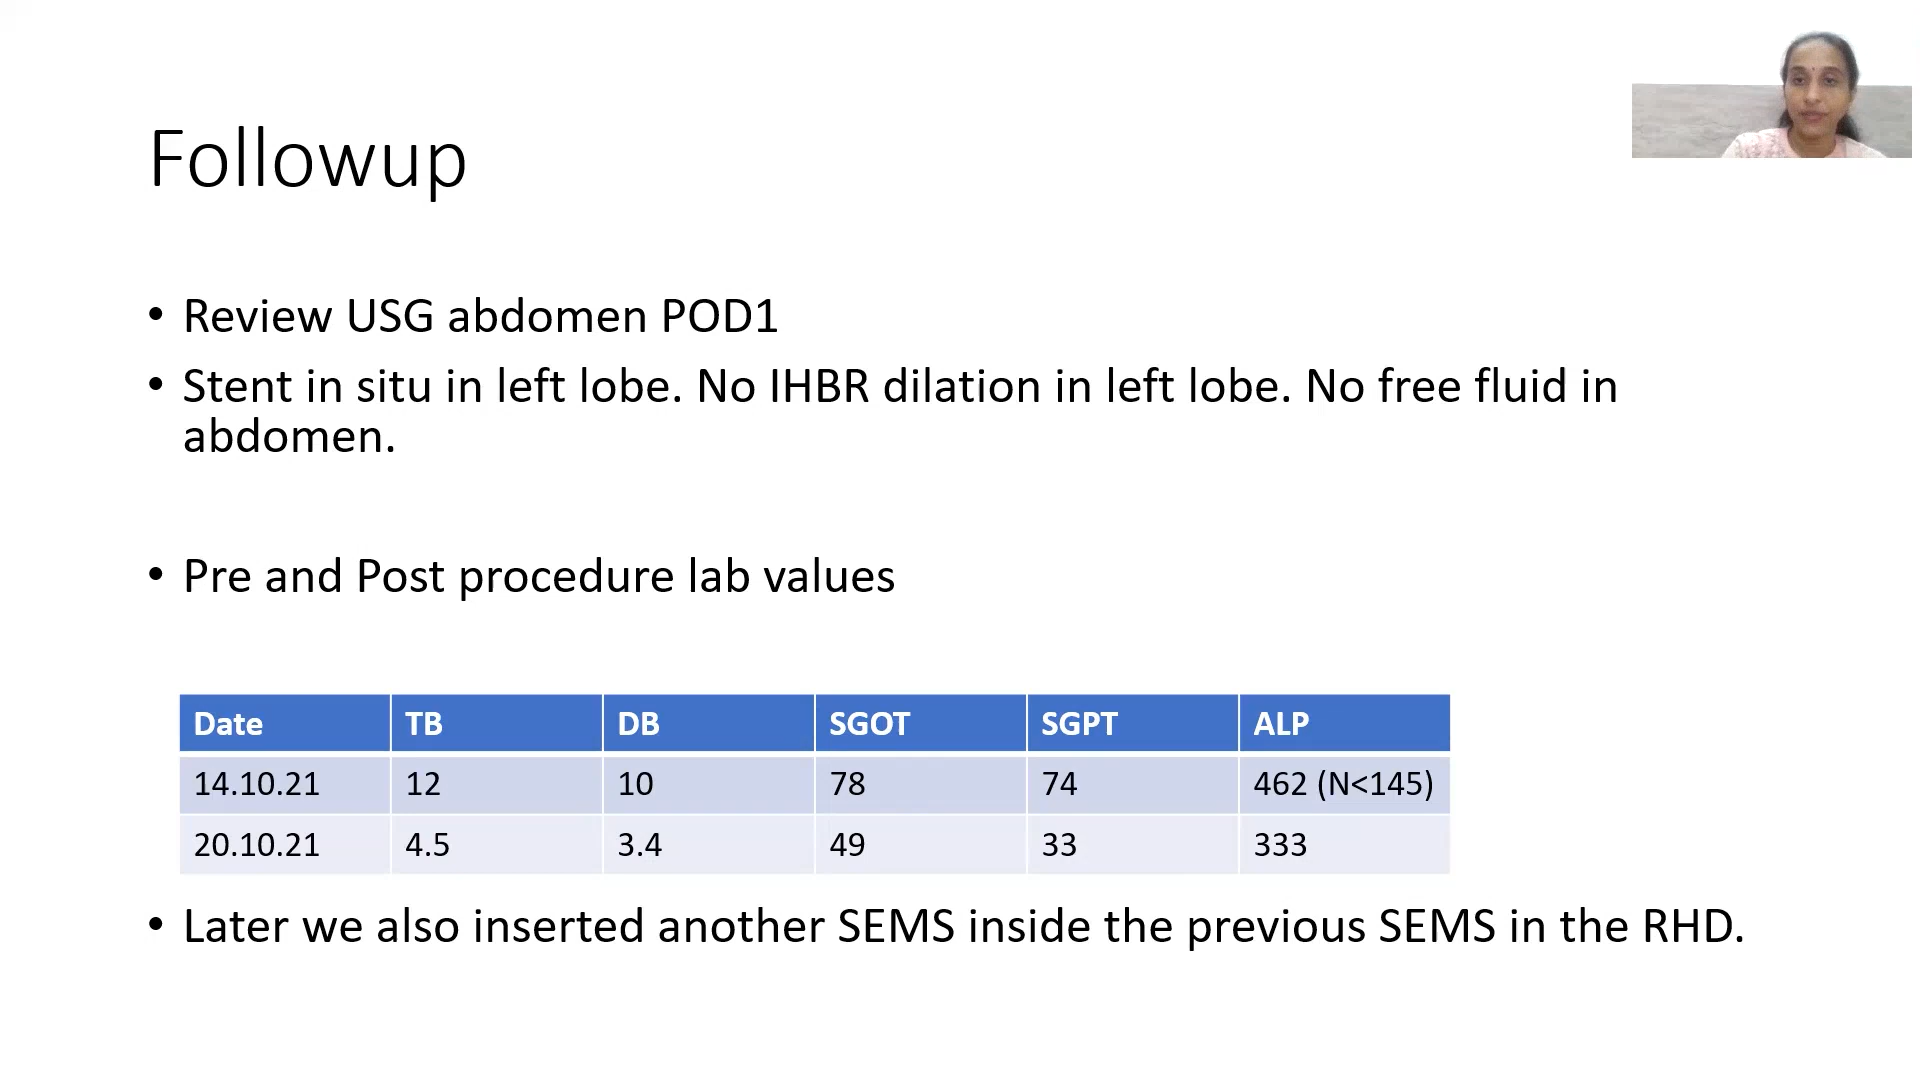 Followup
• Review USG abdomen POD1
• Stent in situ in left lobe. No IHBR dilation in left lobe. No free fluid in
abdomen.
• Pre and Post procedure lab values
Date TB DB SGOT SGPT ALP
14.10.21 12 10 78 74 462 (N<145)
20.10.21 4.5 3.4 49 33 333
• Later we also inserted another SEMS inside the previous SEMS in the RHD.